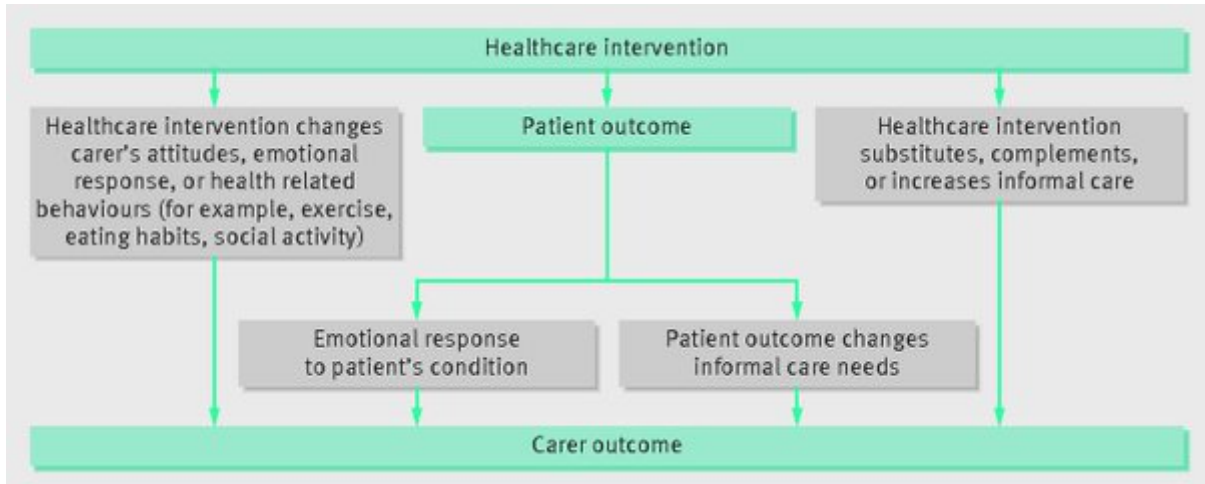 Healthcare intervention
Healthcare intervention changes
carer's attitudes, emotional
response, or health related
behaviours (for example, exercise,
eating habits, social activity)
Patient outcome
Healthcare intervention
substitutes, complements,
or increases informal care
Emotional response
to patient's condition
Patient outcome changes
informal care needs
Carer outcome